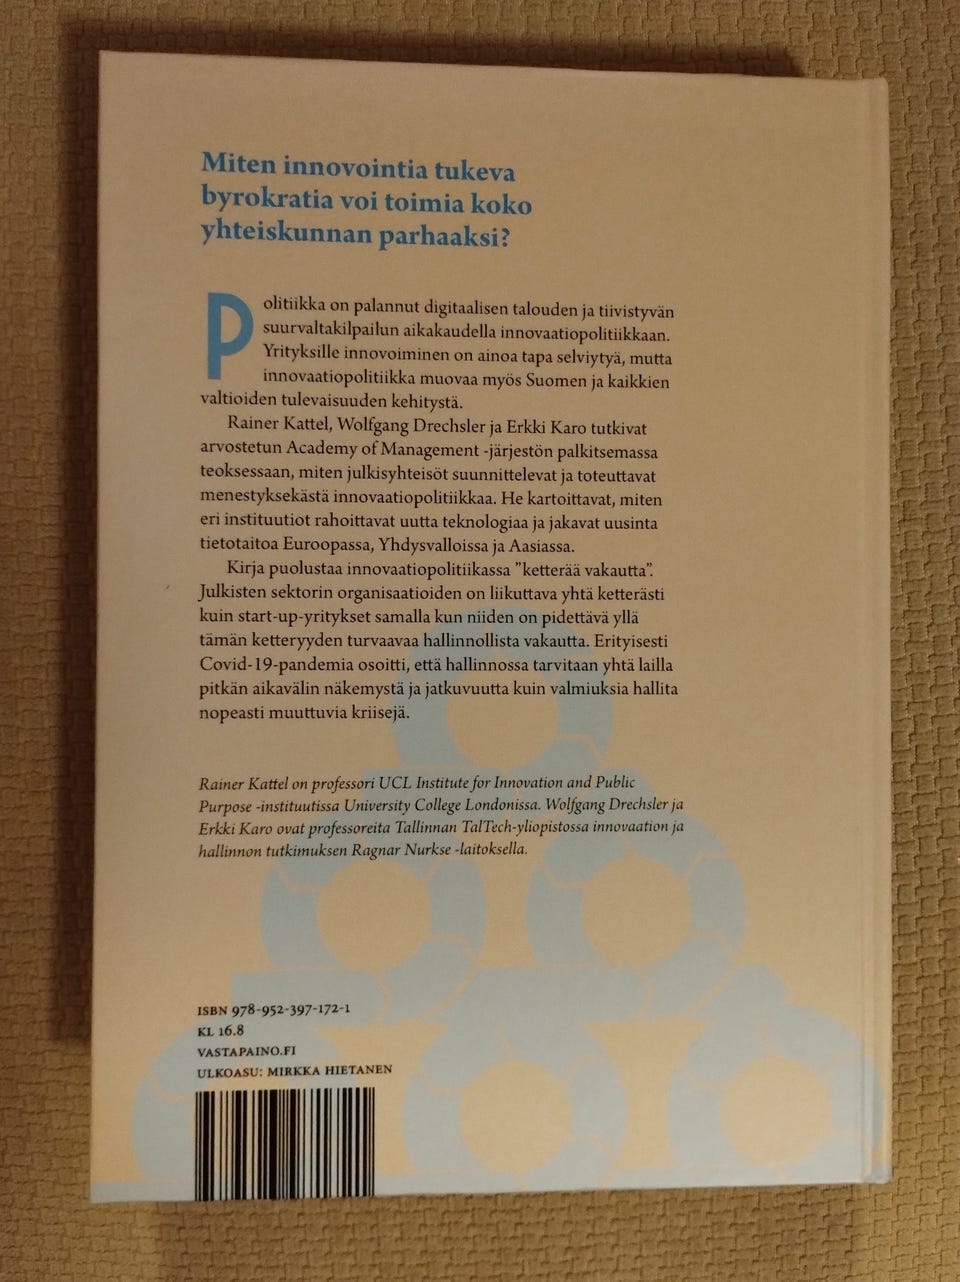 Miten innovointia tukeva
byrokratia voi toimia koko
yhteiskunnan parhaaksi?
Politiikka on palannut digitaalisen talouden ja tiivistyvän
suurvaltakilpailun aikakaudella innovaatiopolitiikkaan.
Yrityksille innovoiminen on ainoa tapa selviytyä, mutta
innovaatiopolitiikka muovaa myös Suomen ja kaikkien
valtioiden tulevaisuuden kehitystä.
Rainer Kattel, Wolfgang Drechsler ja Erkki Karo tutkivat
arvostetun Academy of Management -järjestön palkitsemassa
teoksessaan, miten julkisyhteisöt suunnittelevat ja toteuttavat
menestyksekästä innovaatiopolitiikkaa. He kartoittavat, miten
eri instituutiot rahoittavat uutta teknologiaa ja jakavat uusinta
tietotaitoa Euroopassa, Yhdysvalloissa ja Aasiassa.
Kirja puolustaa innovaatiopolitiikassa ”ketterää vakautta”.
Julkisten sektorin organisaatioiden on liikuttava yhtä ketterästi
kuin start-up-yritykset samalla kun niiden on pidettävä yllä
tämän ketteryyden turvaavaa hallinnollista vakautta. Erityisesti
Covid-19-pandemia osoitti, että hallinnossa tarvitaan yhtä lailla
pitkän aikavälin näkemystä ja jatkuvuutta kuin valmiuksia hallita
nopeasti muuttuvia kriisejä.
Rainer Kattel on professori UCL Institute for Innovation and Public
Purpose -instituutissa University College Londonissa. Wolfgang Drechsler ja
Erkki Karo ovat professoreita Tallinnan TalTech-yliopistossa innovaation ja
hallinnon tutkimuksen Ragnar Nurkse -laitoksella.
ISBN 978-952-397-172-1
KL 16.8
VASTAPAINO.FI
ULKOASU: MIRKKA HIETANEN